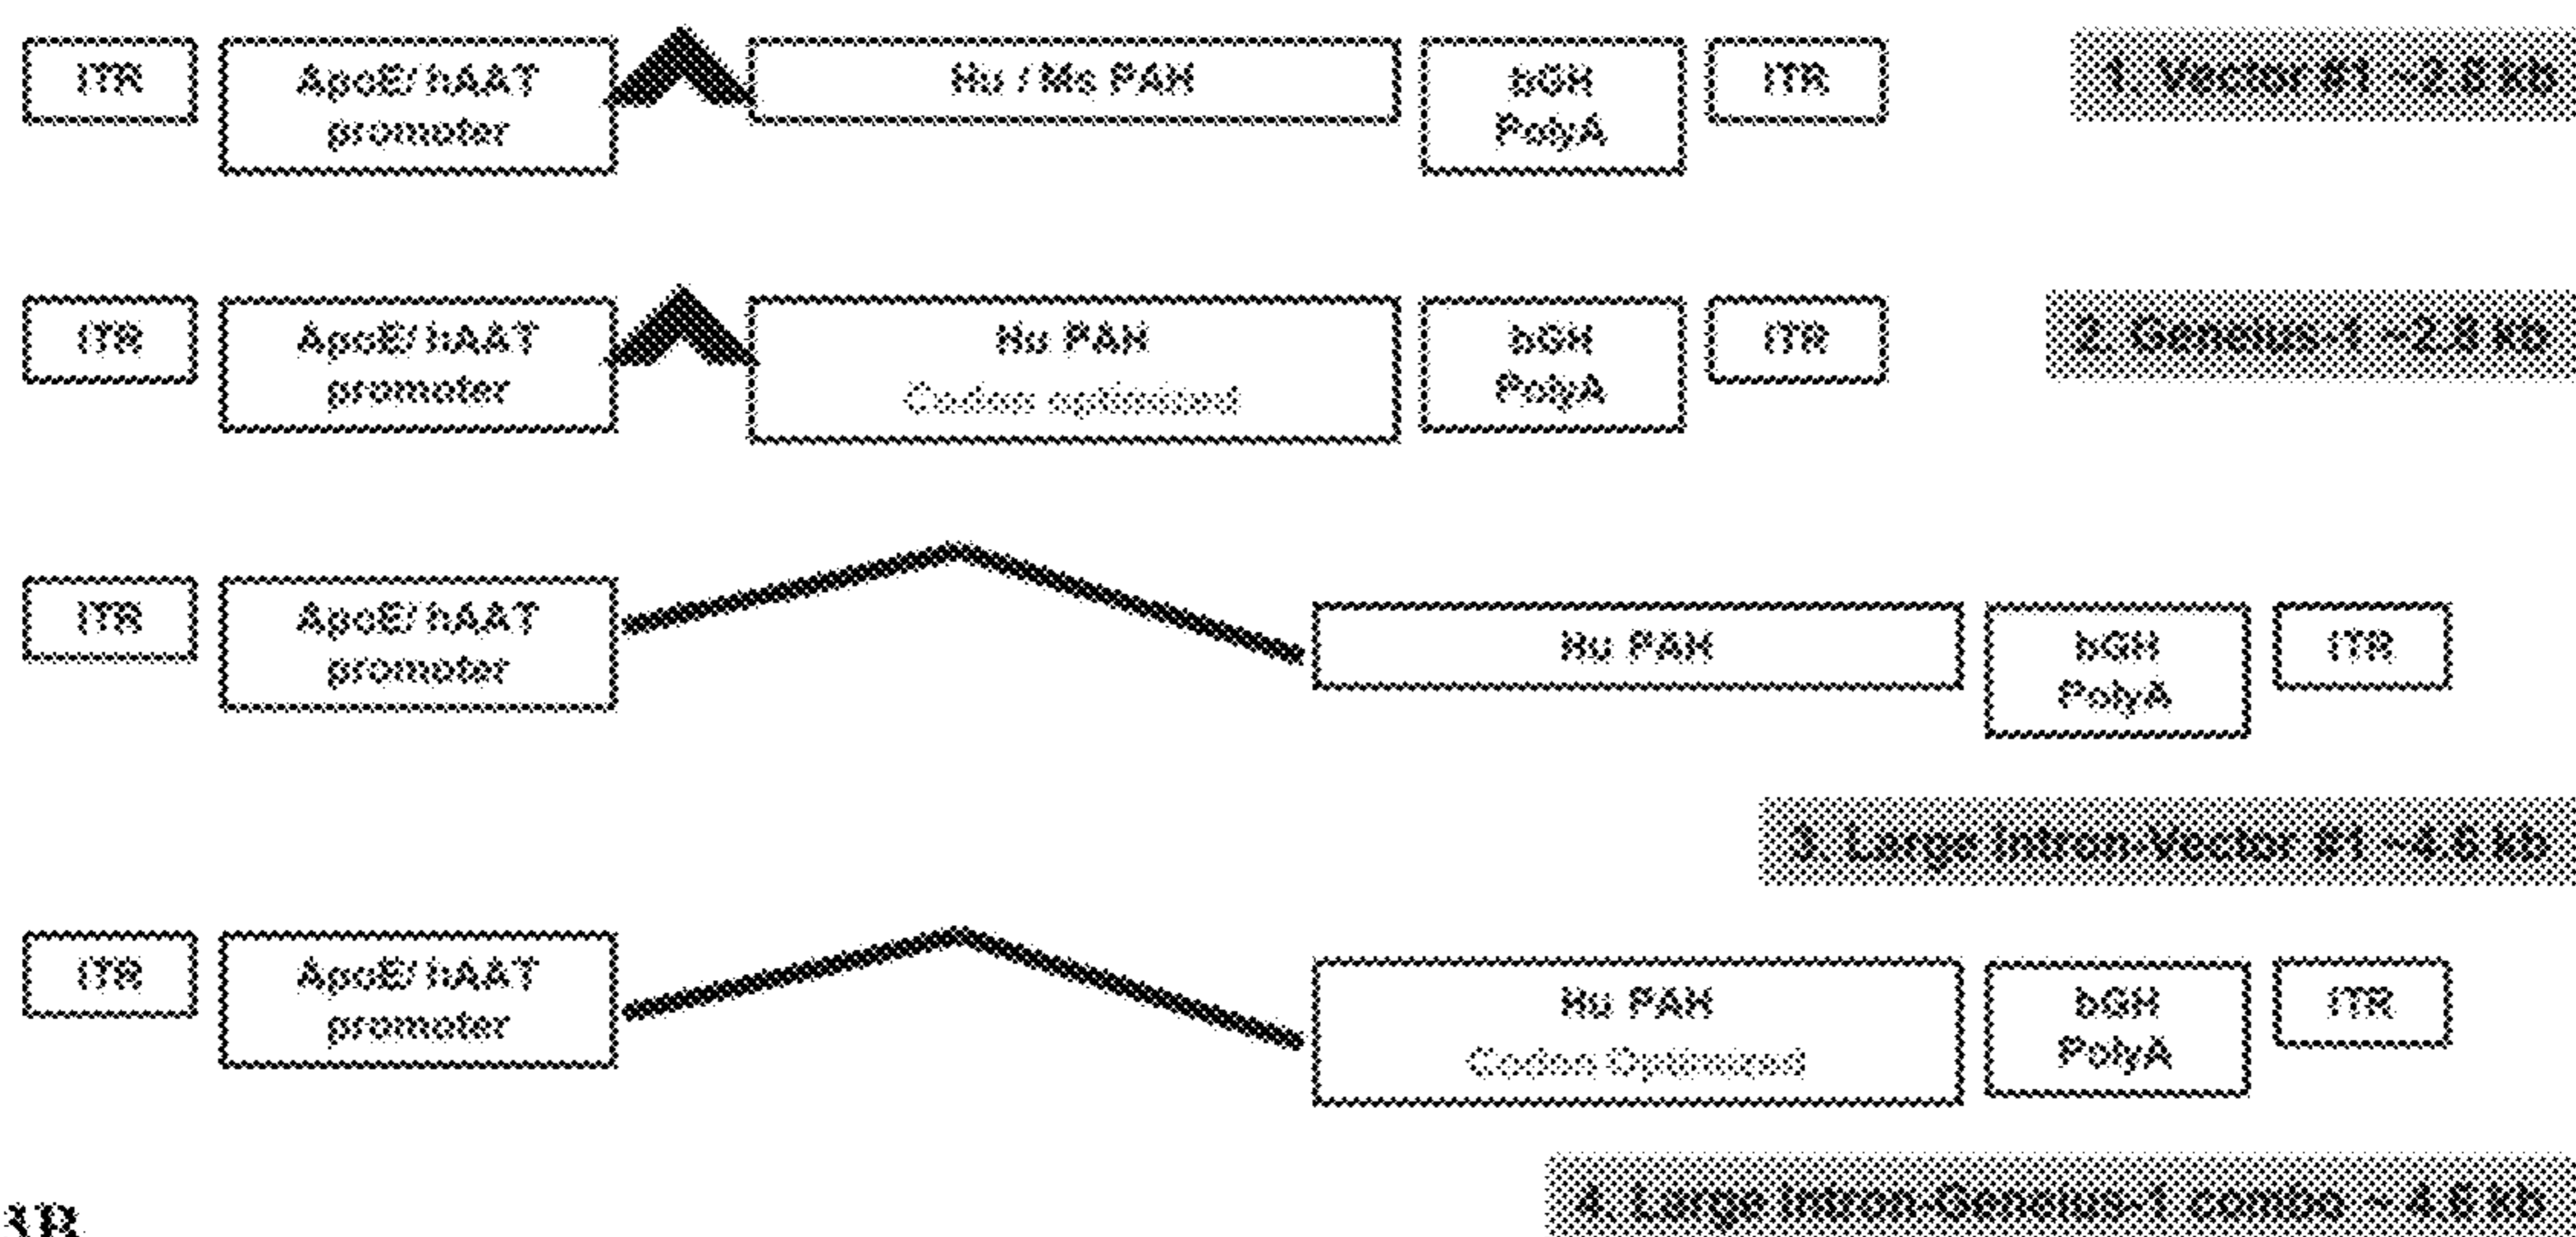 ITR
ApoE/ hAAT
promoter
Hu / Ms PAH
bGH
PolyA
ITR
1. Vector #1 ~2.8 kb
ITR
ApoE/ hAAT
promoter
Hu PAH
Codon optimized
bGH
PolyA
ITR
2. Geneius-1 ~2.8 kb
ITR
ApoE/ hAAT
promoter
Hu PAH
bGH
PolyA
ITR
3. Large intron-Vector #1 ~4.6 kb
ITR
ApoE/ hAAT
promoter
Hu PAH
Codon Optimized
bGH
PolyA
ITR
4. Large intron-Geneius-1 combo ~ 4.6 kb